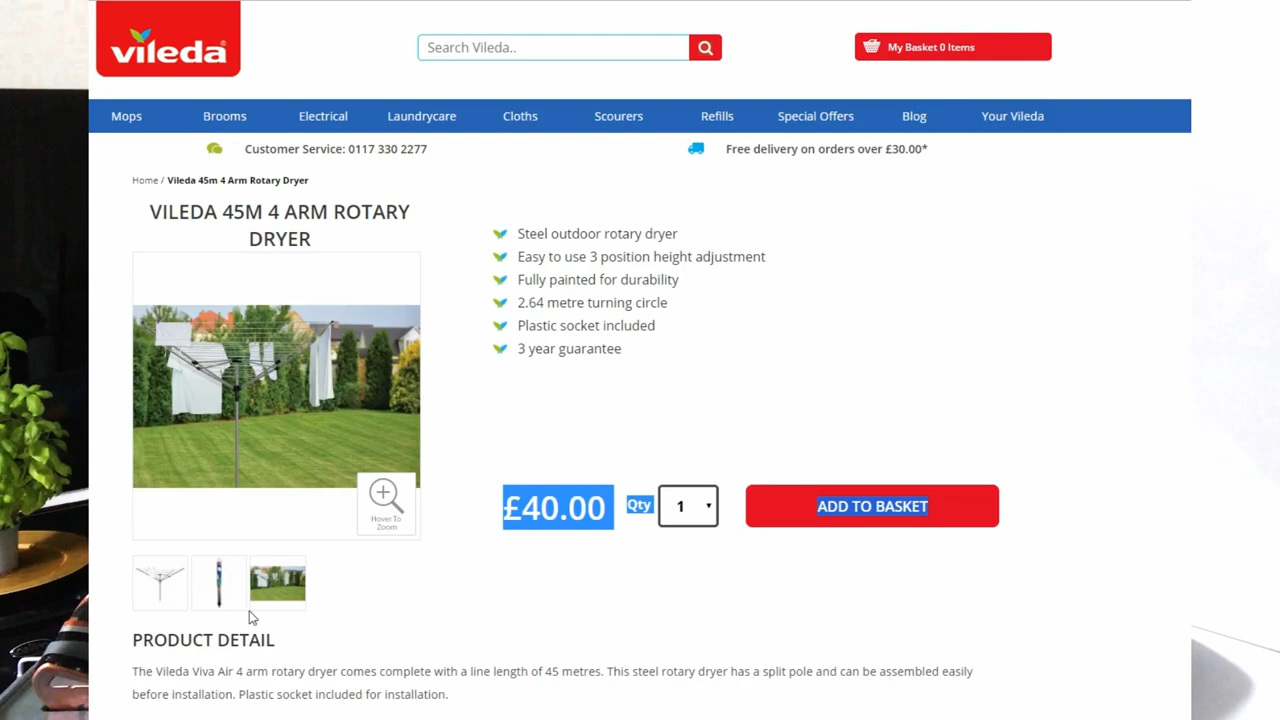 vileda
Search Vileda..
My Basket 0 Items
Mops Brooms Electrical Laundrycare Cloths Scourers Refills Special Offers Blog Your Vileda
Customer Service: 0117 330 2277
Free delivery on orders over £30.00*
Home / Vileda 45m 4 Arm Rotary Dryer
VILEDA 45M 4 ARM ROTARY
DRYER
Steel outdoor rotary dryer
Easy to use 3 position height adjustment
Fully painted for durability
2.64 metre turning circle
Plastic socket included
3 year guarantee
Hover To
Zoom
£40.00 Qty 1 ADD TO BASKET
PRODUCT DETAIL
The Vileda Viva Air 4 arm rotary dryer comes complete with a line length of 45 metres. This steel rotary dryer has a split pole and can be assembled easily
before installation. Plastic socket included for installation.